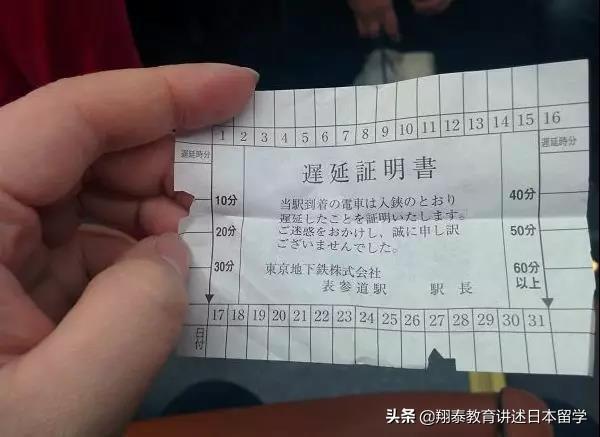 1 2 3 4 5 6 7 8 9 10 11 12 13 14 15 16
遅延時分
遅延時分
遅延証明書
当駅到着の電車は入鋏のとおり
遅延したことを証明いたします。
ご迷惑をおかけし、誠に申し訳
ございませんでした。
東京地下鉄株式会社
表参道駅 駅長
10分
20分
30分
40分
50分
60分
以上
17 18 19 20 21 22 23 24 25 26 27 28 29 30 31
日付
头条 @翔泰教育讲述日本留学